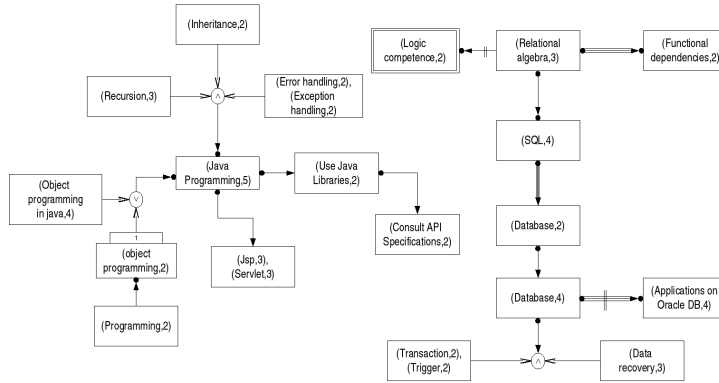 (Inheritance,2)
(Logic
competence,2)
(Relational
algebra,3)
(Functional
dependencies,2)
(Recursion,3)
^
(Error handling,2),
(Exception
handling,2)
(SQL,4)
(Java
Programming,5)
(Use Java
Libraries,2)
(Object
programming
in java,4)
v
(Consult API
Specifications,2)
(Database,2)
1
(object
programming,2)
(Jsp,3),
(Servlet,3)
(Database,4)
(Applications on
Oracle DB,4)
(Programming,2)
(Transaction,2),
(Trigger,2)
^
(Data
recovery,3)